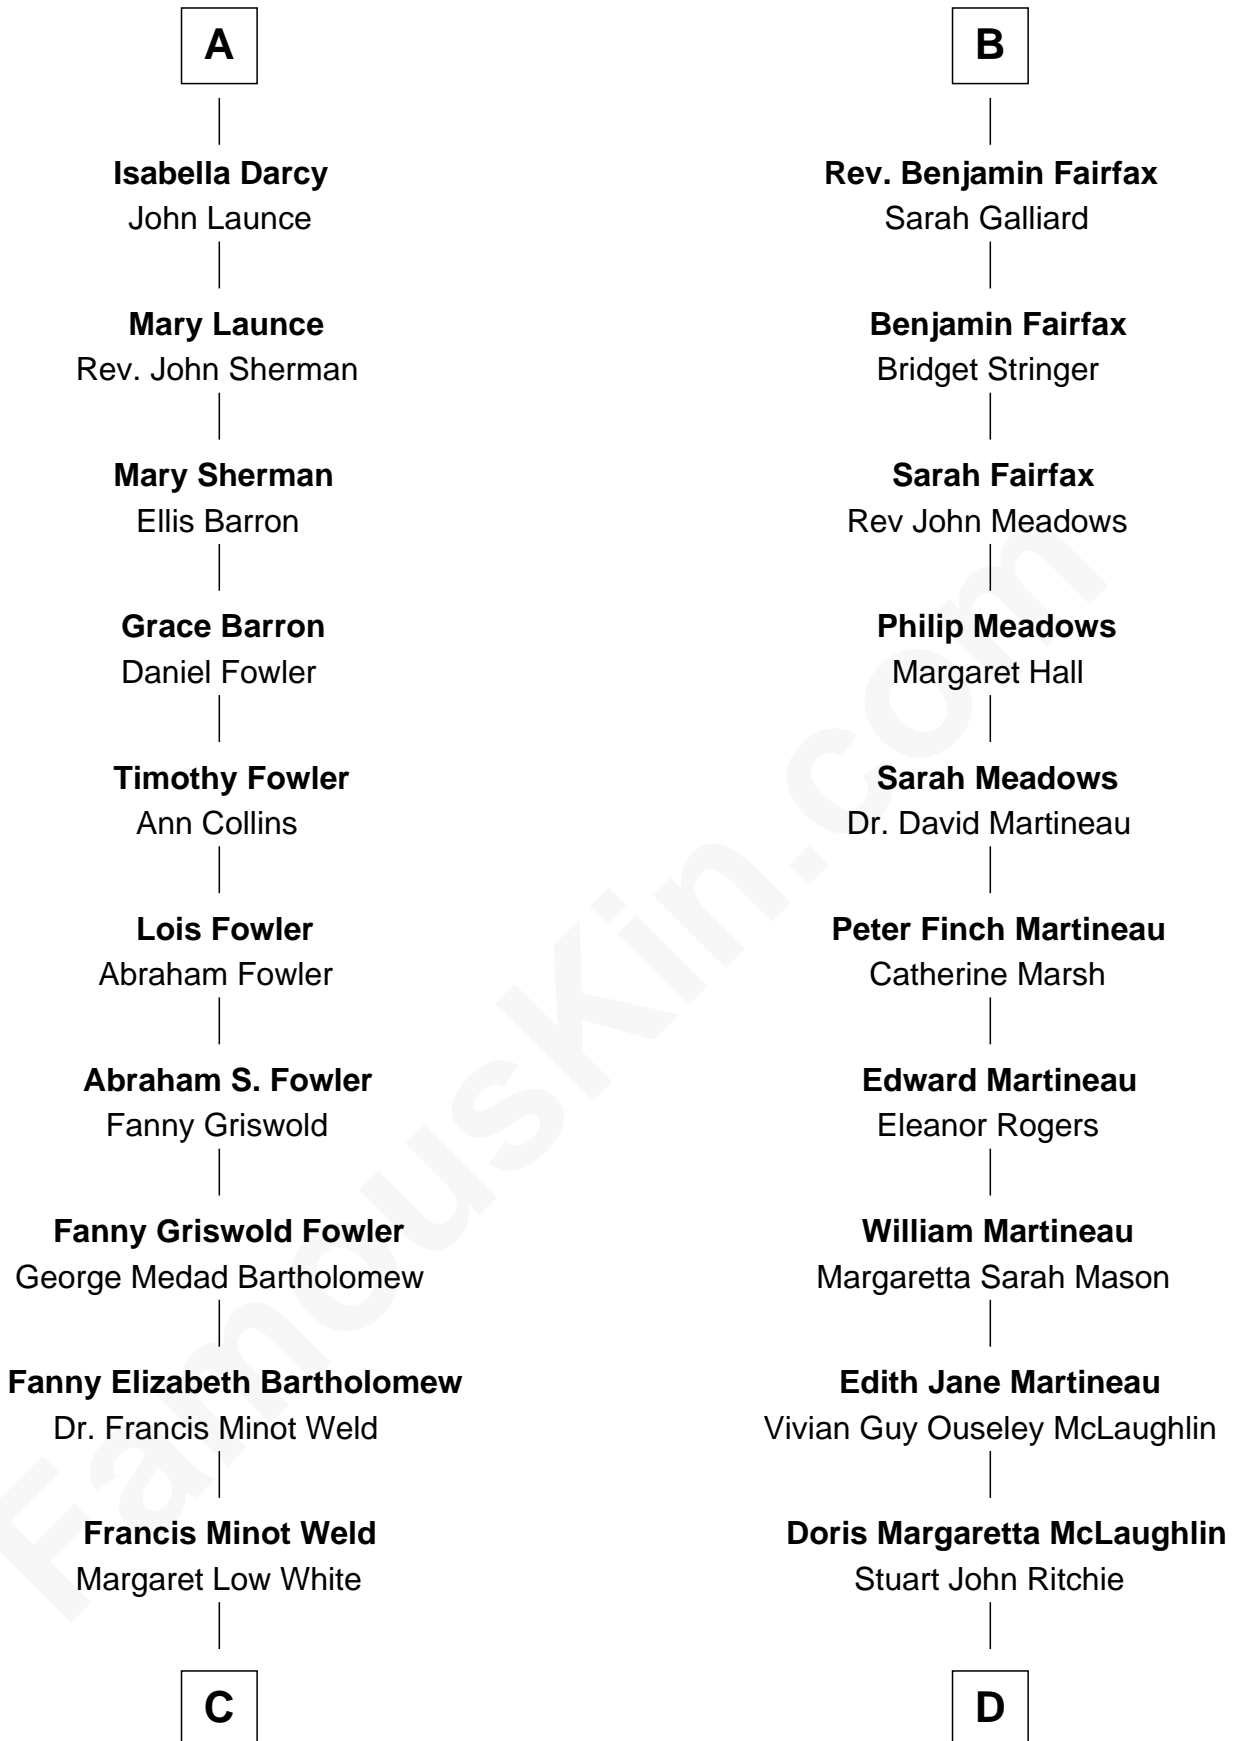 A
Isabella Darcy
John Launce
Mary Launce
Rev. John Sherman
Mary Sherman
Ellis Barron
Grace Barron
Daniel Fowler
Timothy Fowler
Ann Collins
Lois Fowler
Abraham Fowler
Abraham S. Fowler
Fanny Griswold
Fanny Griswold Fowler
George Medad Bartholomew
Fanny Elizabeth Bartholomew
Dr. Francis Minot Weld
Francis Minot Weld
Margaret Low White
C
B
Rev. Benjamin Fairfax
Sarah Galliard
Benjamin Fairfax
Bridget Stringer
Sarah Fairfax
Rev John Meadows
Philip Meadows
Margaret Hall
Sarah Meadows
Dr. David Martineau
Peter Finch Martineau
Catherine Marsh
Edward Martineau
Eleanor Rogers
William Martineau
Margaretta Sarah Mason
Edith Jane Martineau
Vivian Guy Ouseley McLaughlin
Doris Margaretta McLaughlin
Stuart John Ritchie
D
FamousKin.com